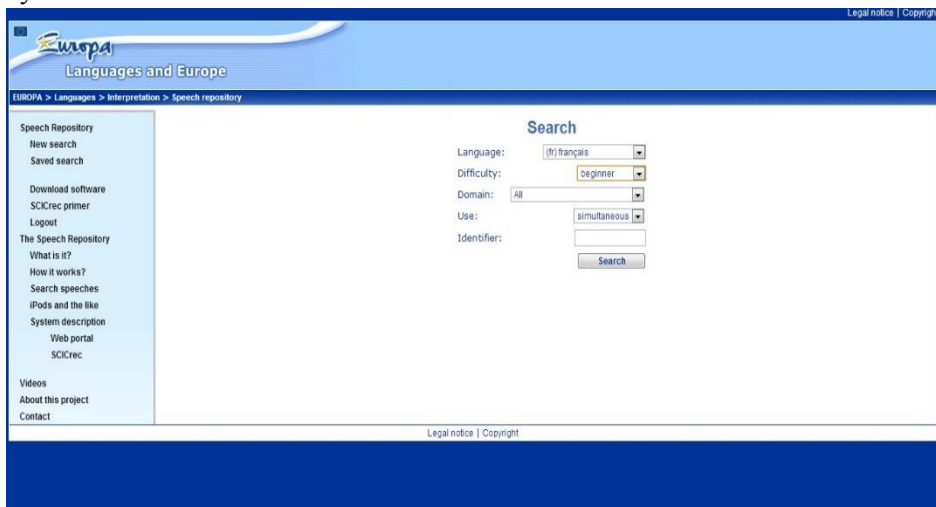 Legal notice | Copyrigh
Europa
Languages and Europe
EUROPA > Languages > Interpretation > Speech repository
Speech Repository
New search
Saved search
Download software
SCICrec primer
Logout
The Speech Repository
What is it?
How it works?
Search speeches
iPods and the like
System description
Web portal
SCICrec
Videos
About this project
Contact
Search
Language: (fr) français
Difficulty: beginner
Domain: All
Use: simultaneous
Identifier:
Search
Legal notice | Copyright